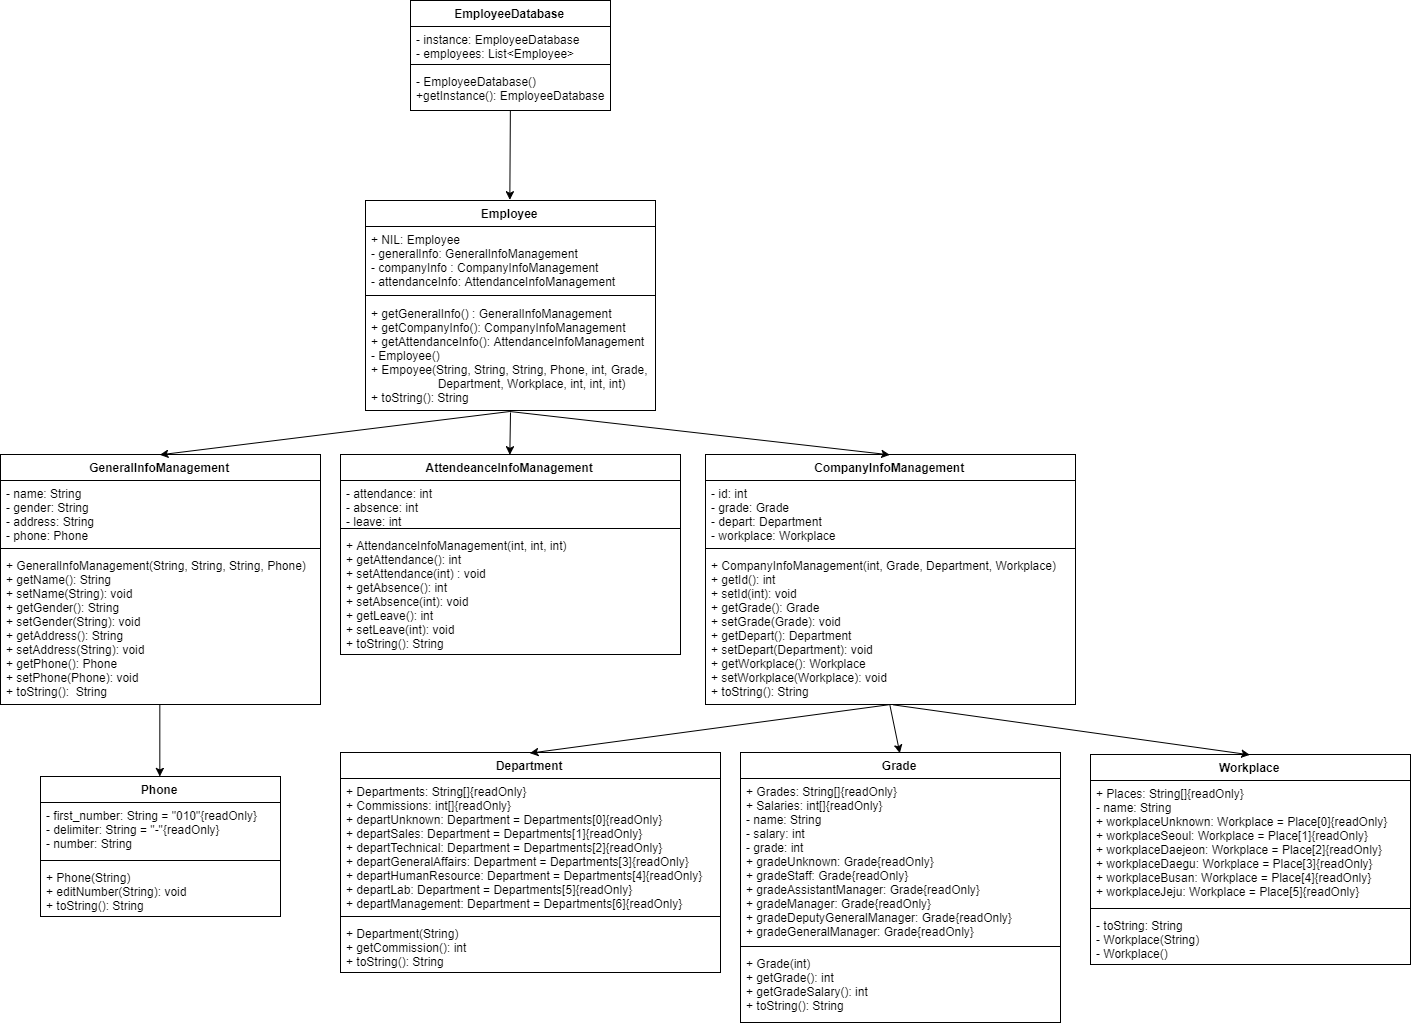 EmployeeDatabase
- instance: EmployeeDatabase
- employees: List<Employee>
- EmployeeDatabase()
+getInstance(): EmployeeDatabase
Employee
+ NIL: Employee
- generalInfo: GeneralInfoManagement
- companyInfo : CompanyInfoManagement
- attendanceInfo: AttendanceInfoManagement
+ getGeneralInfo() : GeneralInfoManagement
+ getCompanyInfo(): CompanyInfoManagement
+ getAttendanceInfo(): AttendanceInfoManagement
- Employee()
+ Empoyee(String, String, String, Phone, int, Grade,
Department, Workplace, int, int, int)
+ toString(): String
GeneralInfoManagement
- name: String
- gender: String
- address: String
- phone: Phone
+ GeneralInfoManagement(String, String, String, Phone)
+ getName(): String
+ setName(String): void
+ getGender(): String
+ setGender(String): void
+ getAddress(): String
+ setAddress(String): void
+ getPhone(): Phone
+ setPhone(Phone): void
+ toString():  String
AttendeanceInfoManagement
- attendance: int
- absence: int
- leave: int
+ AttendanceInfoManagement(int, int, int)
+ getAttendance(): int
+ setAttendance(int) : void
+ getAbsence(): int
+ setAbsence(int): void
+ getLeave(): int
+ setLeave(int): void
+ toString(): String
CompanyInfoManagement
- id: int
- grade: Grade
- depart: Department
- workplace: Workplace
+ CompanyInfoManagement(int, Grade, Department, Workplace)
+ getId(): int
+ setId(int): void
+ getGrade(): Grade
+ setGrade(Grade): void
+ getDepart(): Department
+ setDepart(Department): void
+ getWorkplace(): Workplace
+ setWorkplace(Workplace): void
+ toString(): String
Phone
- first_number: String = "010"{readOnly}
- delimiter: String = "-"{readOnly}
- number: String
+ Phone(String)
+ editNumber(String): void
+ toString(): String
Department
+ Departments: String[]{readOnly}
+ Commissions: int[]{readOnly}
+ departUnknown: Department = Departments[0]{readOnly}
+ departSales: Department = Departments[1]{readOnly}
+ departTechnical: Department = Departments[2]{readOnly}
+ departGeneralAffairs: Department = Departments[3]{readOnly}
+ departHumanResource: Department = Departments[4]{readOnly}
+ departLab: Department = Departments[5]{readOnly}
+ departManagement: Department = Departments[6]{readOnly}
+ Department(String)
+ getCommission(): int
+ toString(): String
Grade
+ Grades: String[]{readOnly}
+ Salaries: int[]{readOnly}
- name: String
- salary: int
- grade: int
+ gradeUnknown: Grade{readOnly}
+ gradeStaff: Grade{readOnly}
+ gradeAssistantManager: Grade{readOnly}
+ gradeManager: Grade{readOnly}
+ gradeDeputyGeneralManager: Grade{readOnly}
+ gradeGeneralManager: Grade{readOnly}
+ Grade(int)
+ getGrade(): int
+ getGradeSalary(): int
+ toString(): String
Workplace
+ Places: String[]{readOnly}
- name: String
+ workplaceUnknown: Workplace = Place[0]{readOnly}
+ workplaceSeoul: Workplace = Place[1]{readOnly}
+ workplaceDaejeon: Workplace = Place[2]{readOnly}
+ workplaceDaegu: Workplace = Place[3]{readOnly}
+ workplaceBusan: Workplace = Place[4]{readOnly}
+ workplaceJeju: Workplace = Place[5]{readOnly}
- toString: String
- Workplace(String)
- Workplace()